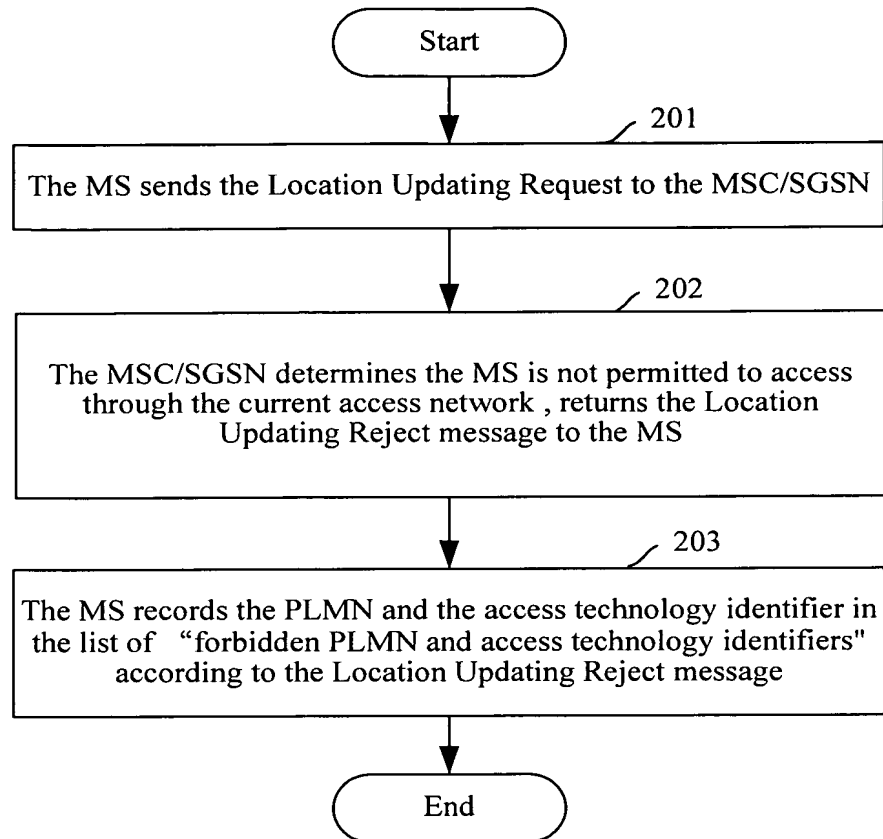 Start
201
The MS sends the Location Updating Request to the MSC/SGSN
202
The MSC/SGSN determines the MS is not permitted to access
through the current access network , returns the Location
Updating Reject message to the MS
203
The MS records the PLMN and the access technology identifier in
the list of “forbidden PLMN and access technology identifiers"
according to the Location Updating Reject message
End